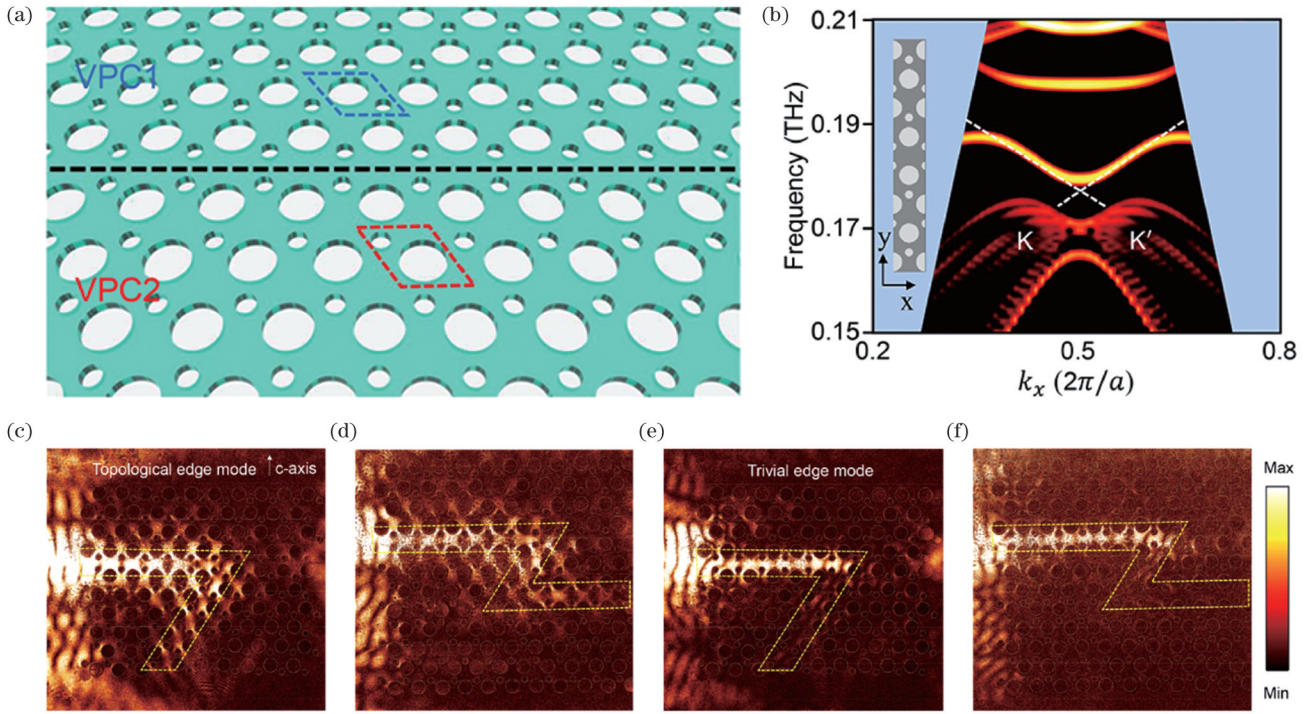 (a)
VPC1
VPC2
(b)
Frequency (THz)
0.21
0.19
0.17
0.15
K
K′
y
x
0.2
0.5
0.8
kx (2π/a)
(c)
Topological edge mode
c-axis
(d)
(e)
Trivial edge mode
(f)
Max
Min